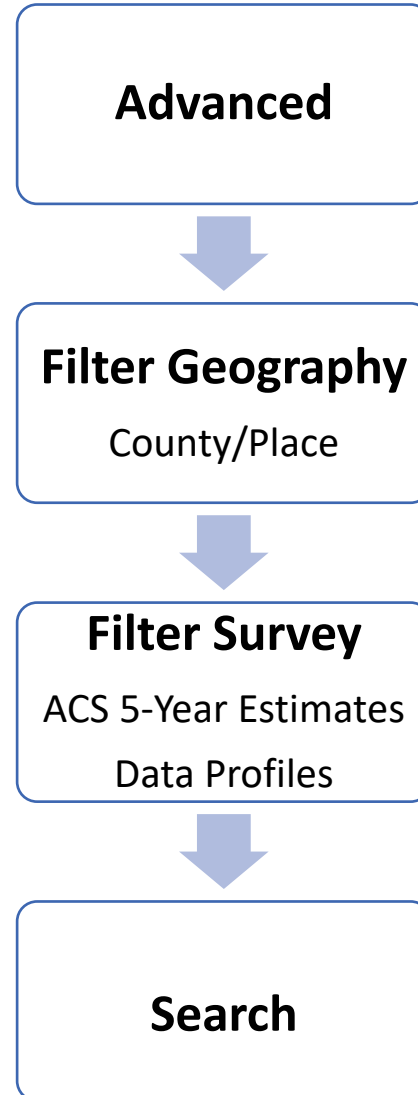 Advanced
Filter Geography
County/Place
Filter Survey
ACS 5-Year Estimates
Data Profiles
Search